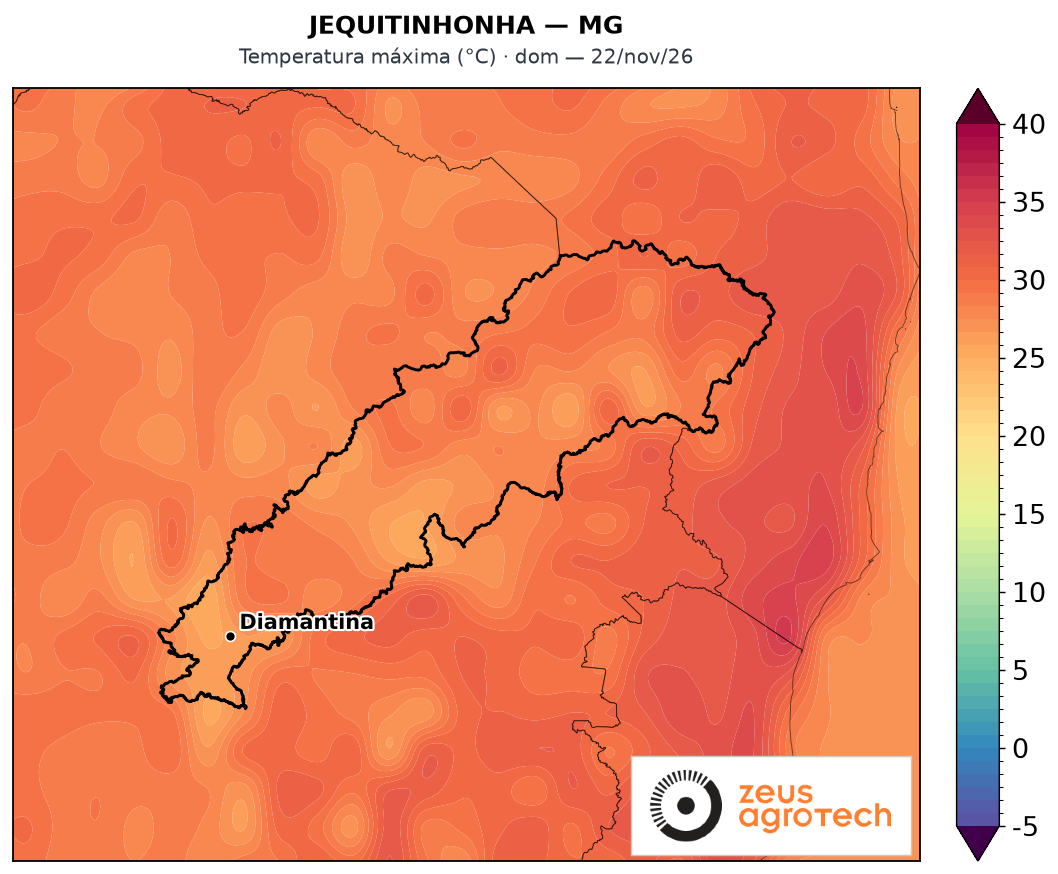 JEQUITINHONHA — MG
Temperatura máxima (°C) · dom — 22/nov/26
Diamantina
40
35
30
25
20
15
10
5
0
-5
zeus
agrotech